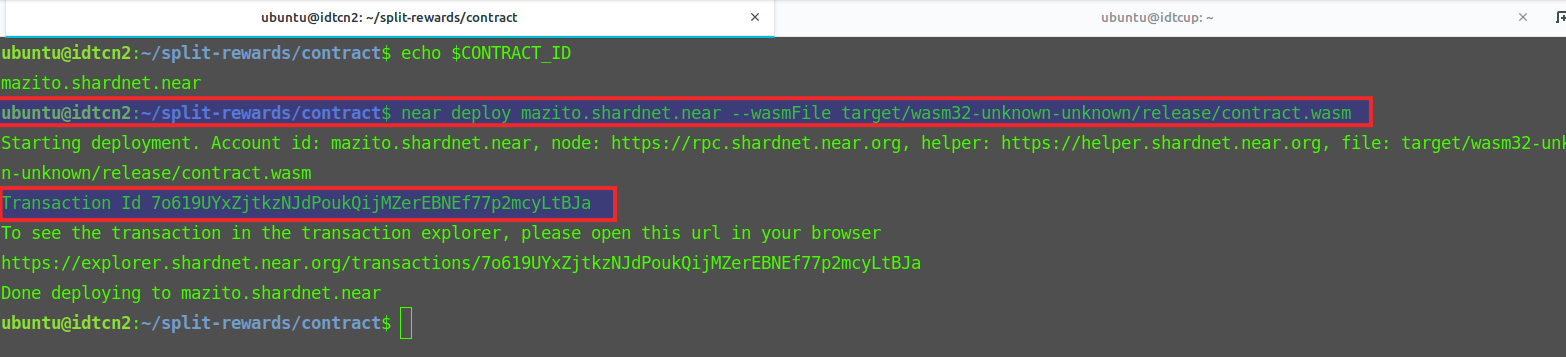 ubuntu@idtcn2: ~/split-rewards/contract × ubuntu@idtcup: ~ ×
ubuntu@idtcn2:~/split-rewards/contract$ echo $CONTRACT_ID
mazito.shardnet.near
ubuntu@idtcn2:~/split-rewards/contract$ near deploy mazito.shardnet.near --wasmFile target/wasm32-unknown-unknown/release/contract.wasm
Starting deployment. Account id: mazito.shardnet.near, node: https://rpc.shardnet.near.org, helper: https://helper.shardnet.near.org, file: target/wasm32-unk
n-unknown/release/contract.wasm
Transaction Id 7o619UYxZjtkzNJdPoukQijMZerEBNEf77p2mcyLtBJa
To see the transaction in the transaction explorer, please open this url in your browser
https://explorer.shardnet.near.org/transactions/7o619UYxZjtkzNJdPoukQijMZerEBNEf77p2mcyLtBJa
Done deploying to mazito.shardnet.near
ubuntu@idtcn2:~/split-rewards/contract$